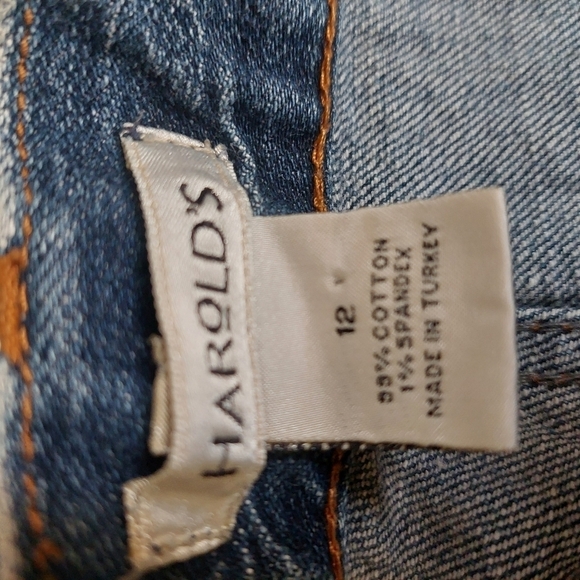 HAROLD'S
12
99% COTTON
1% SPANDEX
MADE IN TURKEY